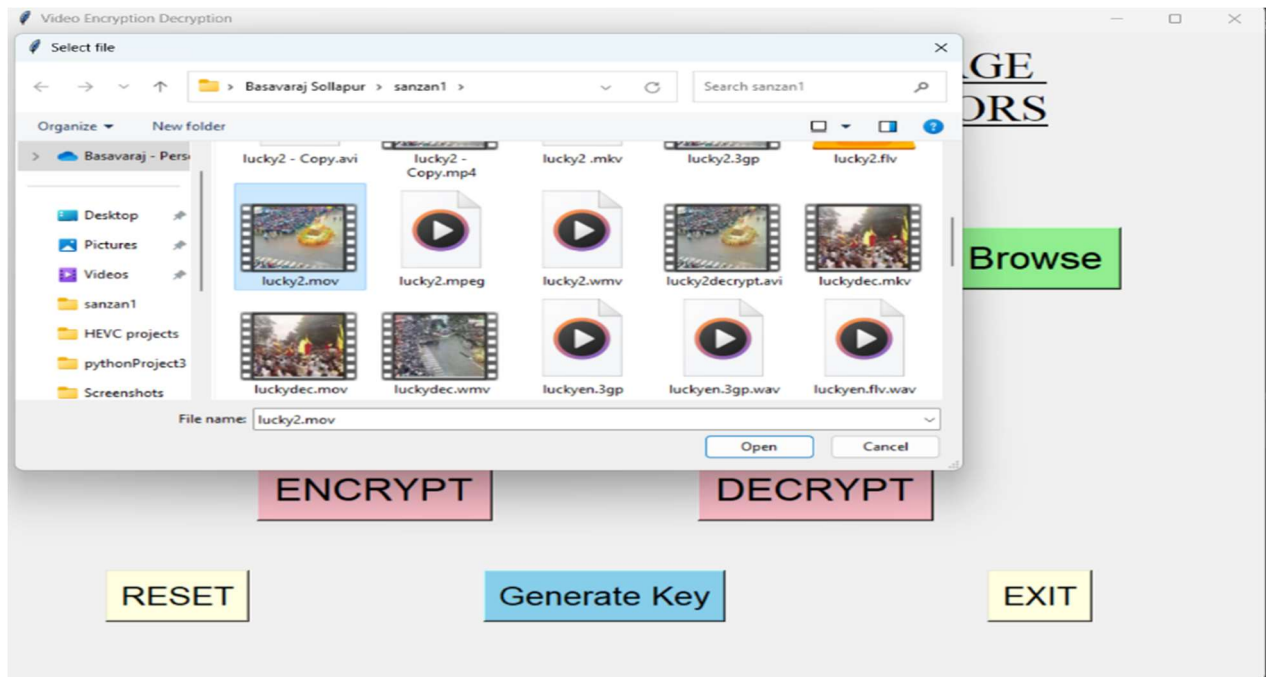 Video Encryption Decryption
Select file
Basavaraj Sollapur > sanzan1 >
Search sanzan1
Organize
New folder
Basavaraj - Pers
lucky2 - Copy.avi
lucky2 -
Copy.mp4
lucky2 .mkv
lucky2.3gp
lucky2.flv
Desktop
Pictures
Videos
sanzan1
HEVC projects
pythonProject3
Screenshots
lucky2.mov
lucky2.mpeg
lucky2.wmv
lucky2decrypt.avi
luckydec.mkv
luckydec.mov
luckydec.wmv
luckyen.3gp
luckyen.3gp.wav
luckyen.flv.wav
File name: lucky2.mov
Open
Cancel
GE
ORS
Browse
ENCRYPT
DECRYPT
RESET
Generate Key
EXIT